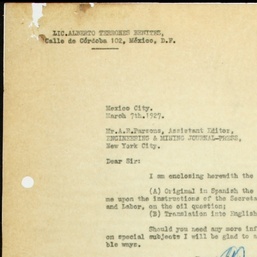 LIC.ALBERTO TERRONES BENITEZ,
Calle de Córdoba 102, México, D.F.
Mexico City.
March 7th.1927.
Mr.A.B.Parsons, Assistant Editor,
ENGINEERING & MINING JOURNAL-PRESS,
New York City.
Dear Sir:
I am enclosing herewith the
(A) Original in Spanish the
me upon the instructions of the Secreta
and Labor, on the oil question;
(B) Translation into English
Should you need any more inf
on special subjects I will be glad to a
ble ways.